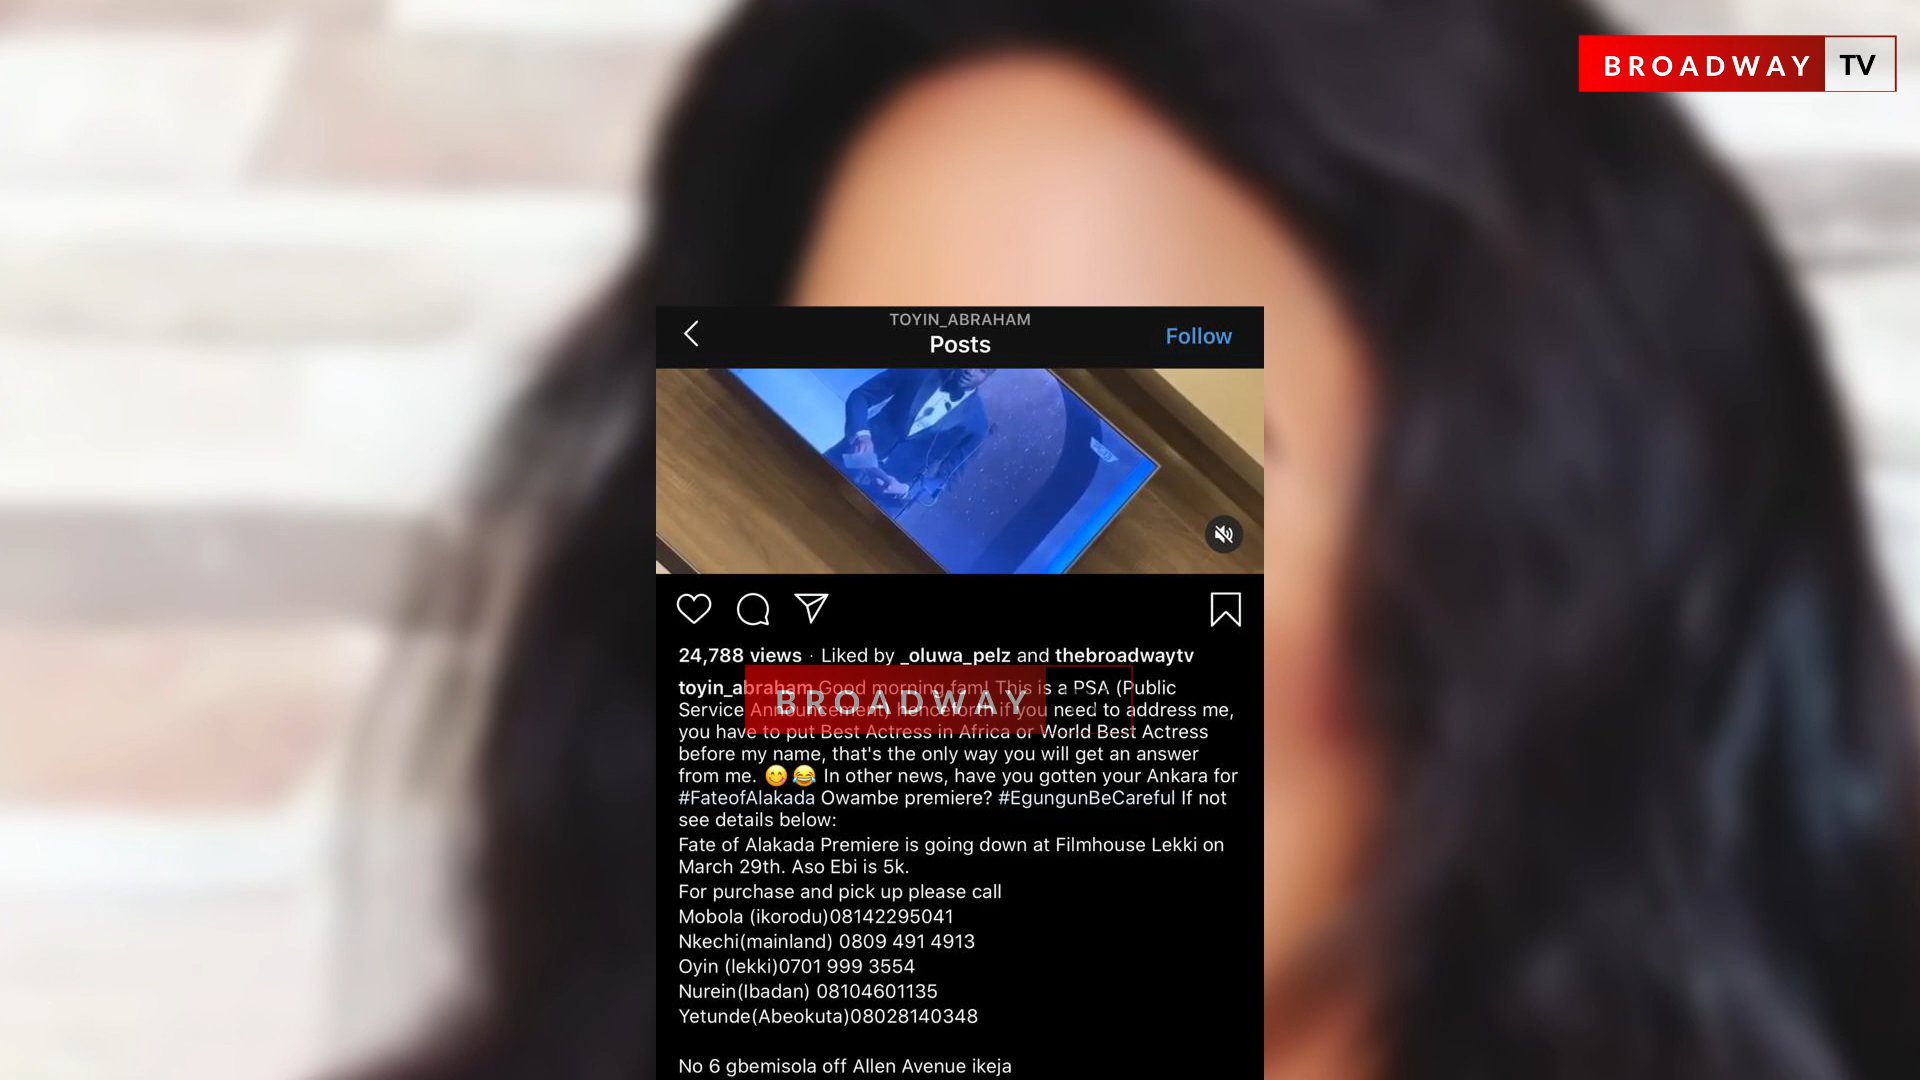 BROADWAY TV
TOYIN_ABRAHAM
Posts
Follow
24,788 views · Liked by _oluwa_pelz and thebroadwaytv
toyin_abraham Good morning fam! This is a PSA (Public
Service Announcement) henceforth if you need to address me,
you have to put Best Actress in Africa or World Best Actress
before my name, that's the only way you will get an answer
from me. 😋😂 In other news, have you gotten your Ankara for
#FateofAlakada Owambe premiere? #EgungunBeCareful If not
see details below:
Fate of Alakada Premiere is going down at Filmhouse Lekki on
March 29th. Aso Ebi is 5k.
For purchase and pick up please call
Mobola (ikorodu)08142295041
Nkechi(mainland) 0809 491 4913
Oyin (lekki)0701 999 3554
Nurein(Ibadan) 08104601135
Yetunde(Abeokuta)08028140348
No 6 gbemisola off Allen Avenue ikeja
BROADWAY